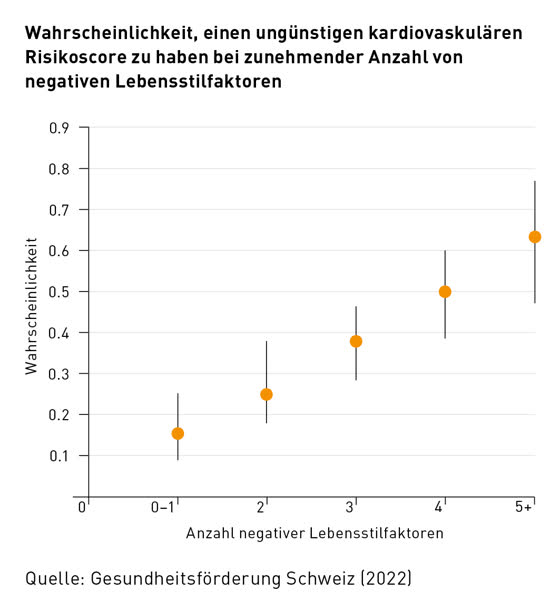 Wahrscheinlichkeit, einen ungünstigen kardiovaskulären
Risikoscore zu haben bei zunehmender Anzahl von
negativen Lebensstilfaktoren
0.9
0.8
0.7
0.6
0.5
0.4
0.3
0.2
0.1
Wahrscheinlichkeit
0 0–1 2 3 4 5+
Anzahl negativer Lebensstilfaktoren
Quelle: Gesundheitsförderung Schweiz (2022)